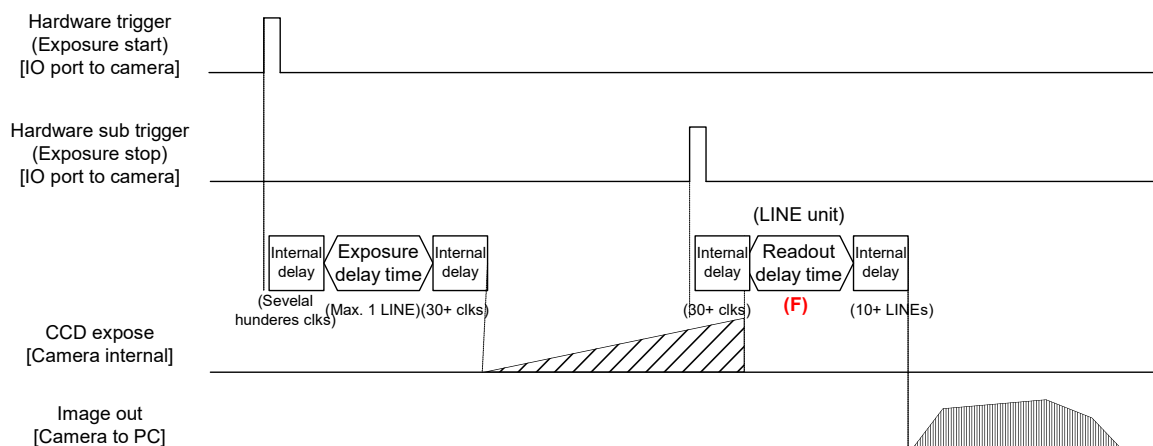 Hardware trigger
(Exposure start)
[IO port to camera]
Hardware sub trigger
(Exposure stop)
[IO port to camera]
(LINE unit)
Internal
delay
Exposure
delay time
Internal
delay
Internal
delay
Readout
delay time
Internal
delay
(Sevelal
hunderes clks)
(Max. 1 LINE)
(30+ clks)
(30+ clks)
(F)
(10+ LINEs)
CCD expose
[Camera internal]
Image out
[Camera to PC]